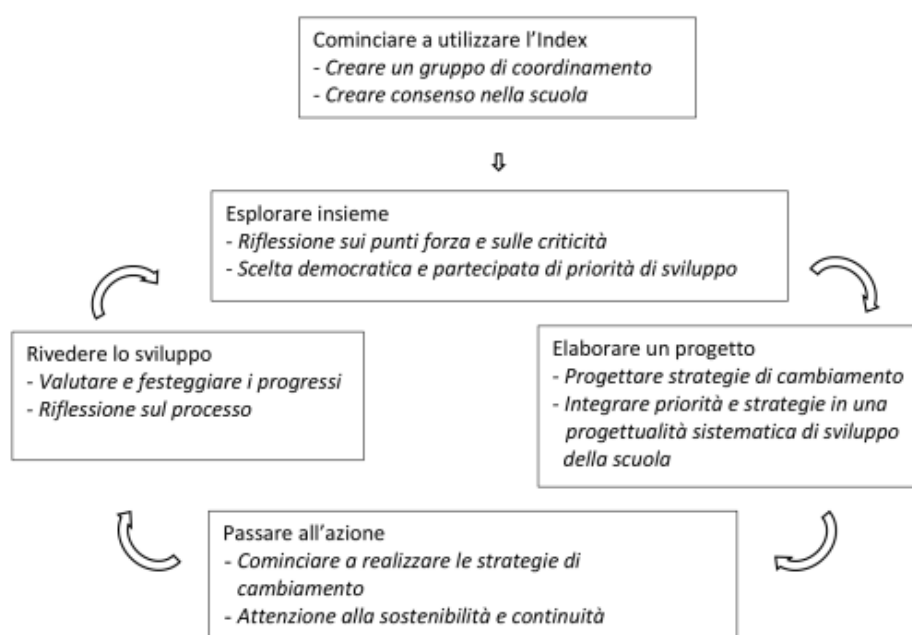 Cominciare a utilizzare l'Index
- Creare un gruppo di coordinamento
- Creare consenso nella scuola
Esplorare insieme
- Riflessione sui punti forza e sulle criticità
- Scelta democratica e partecipata di priorità di sviluppo
Elaborare un progetto
- Progettare strategie di cambiamento
- Integrare priorità e strategie in una
progettualità sistematica di sviluppo
della scuola
Passare all'azione
- Cominciare a realizzare le strategie di
cambiamento
- Attenzione alla sostenibilità e continuità
Rivedere lo sviluppo
- Valutare e festeggiare i progressi
- Riflessione sul processo